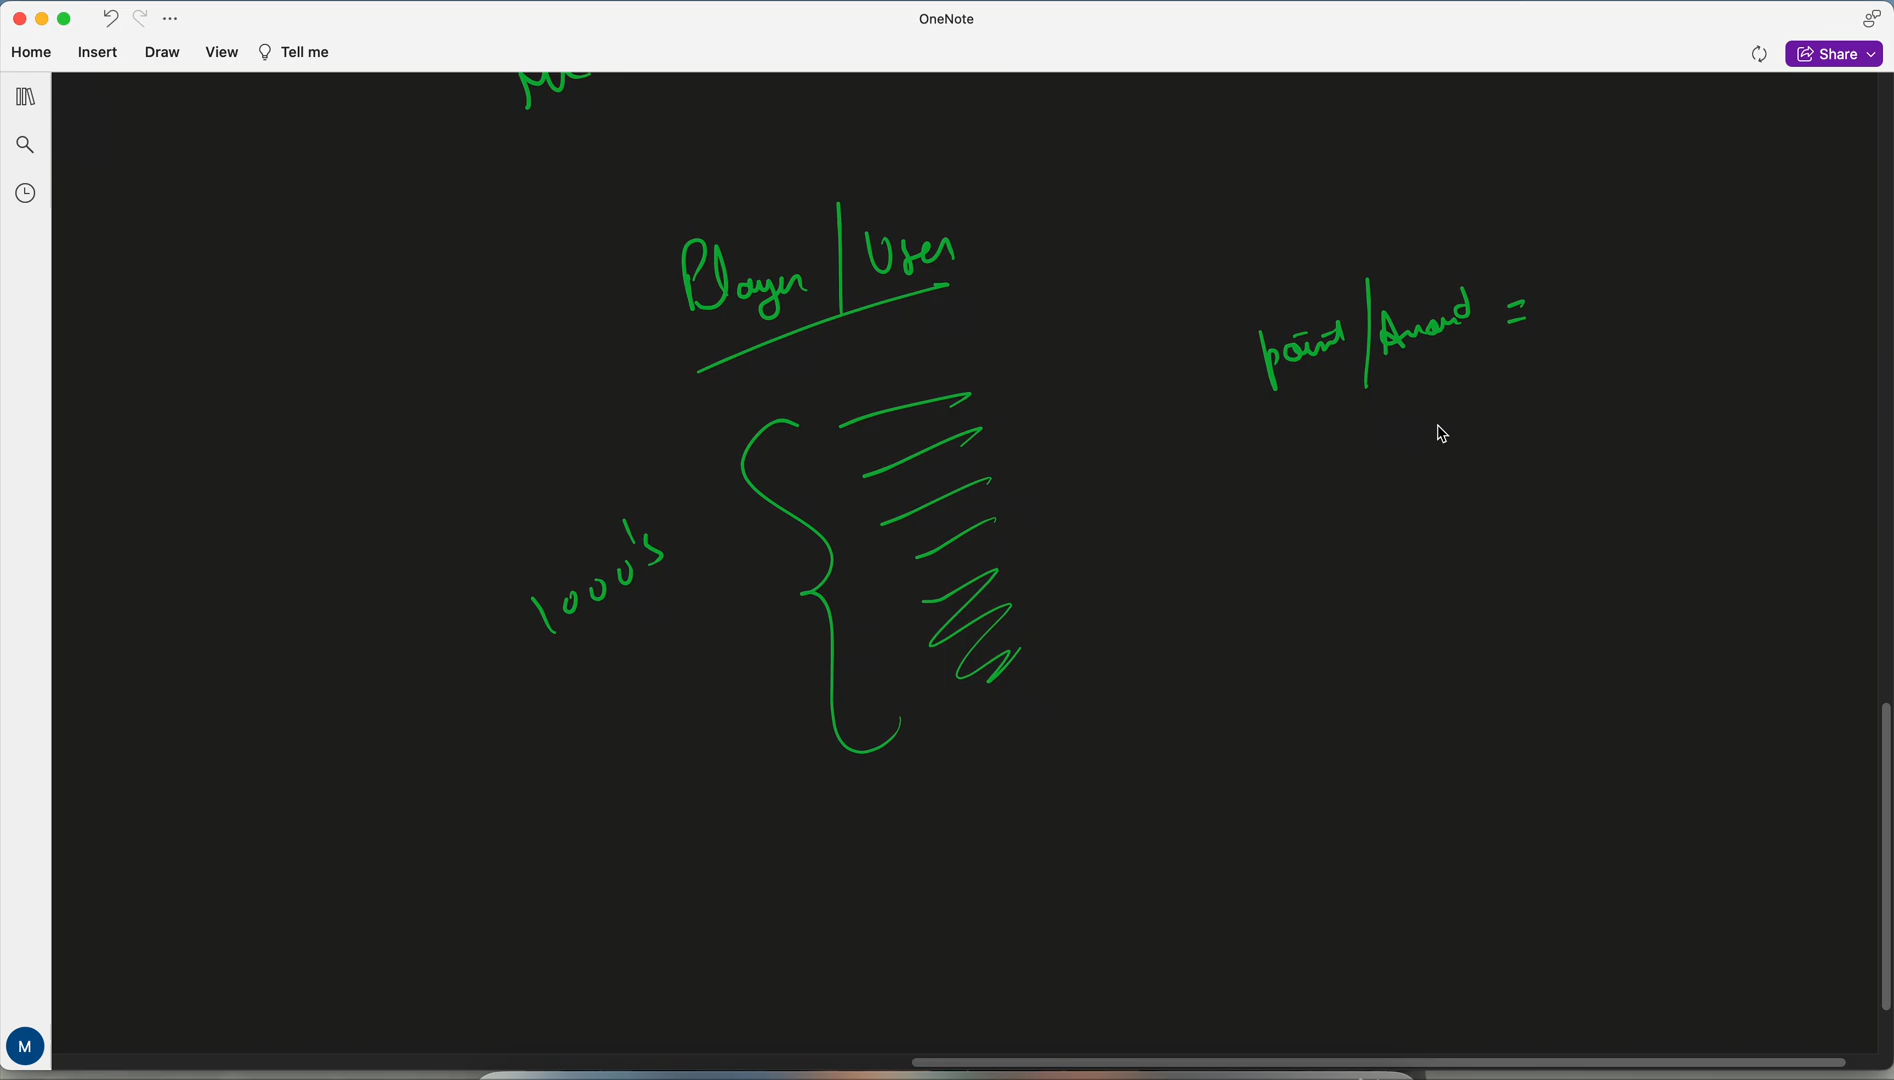 OneNote
Home Insert Draw View Tell me
Share
Player | User
point | Award =
1000's
M